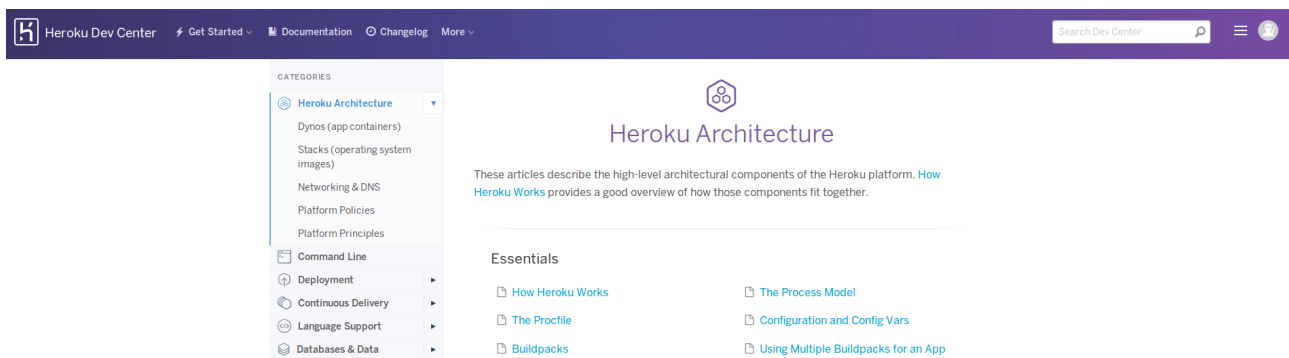 Heroku Dev Center Get Started Documentation Changelog More Search Dev Center
CATEGORIES
Heroku Architecture
Dynos (app containers)
Stacks (operating system
images)
Networking & DNS
Platform Policies
Platform Principles
Command Line
Deployment
Continuous Delivery
Language Support
Databases & Data
Heroku Architecture
These articles describe the high-level architectural components of the Heroku platform. How
Heroku Works provides a good overview of how those components fit together.
Essentials
How Heroku Works
The Process Model
The Procfile
Configuration and Config Vars
Buildpacks
Using Multiple Buildpacks for an App